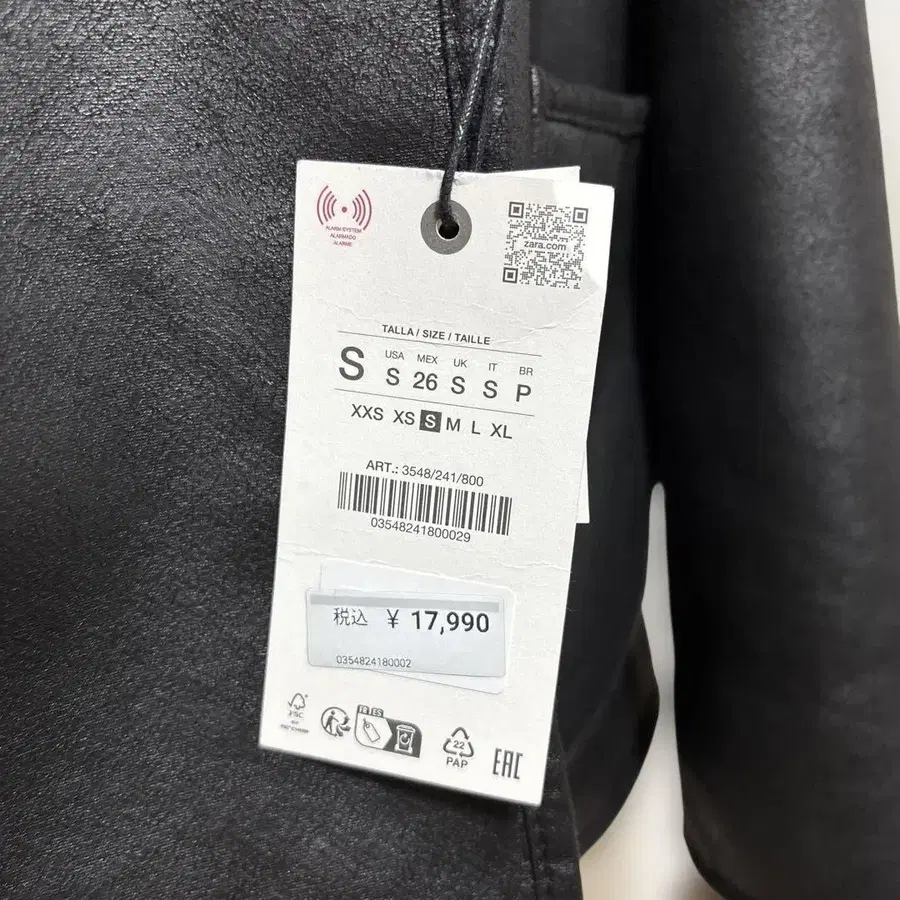 ALARM SYSTEM
ALARMADO
ALARME
zara.com
TALLA / SIZE / TAILLE
S
USA MEX UK IT BR
S 26 S S P
XXS XS S M L XL
ART.: 3548/241/800
03548241800029
税込 ¥ 17,990
0354824180002
FSC
22
PAP
EAC